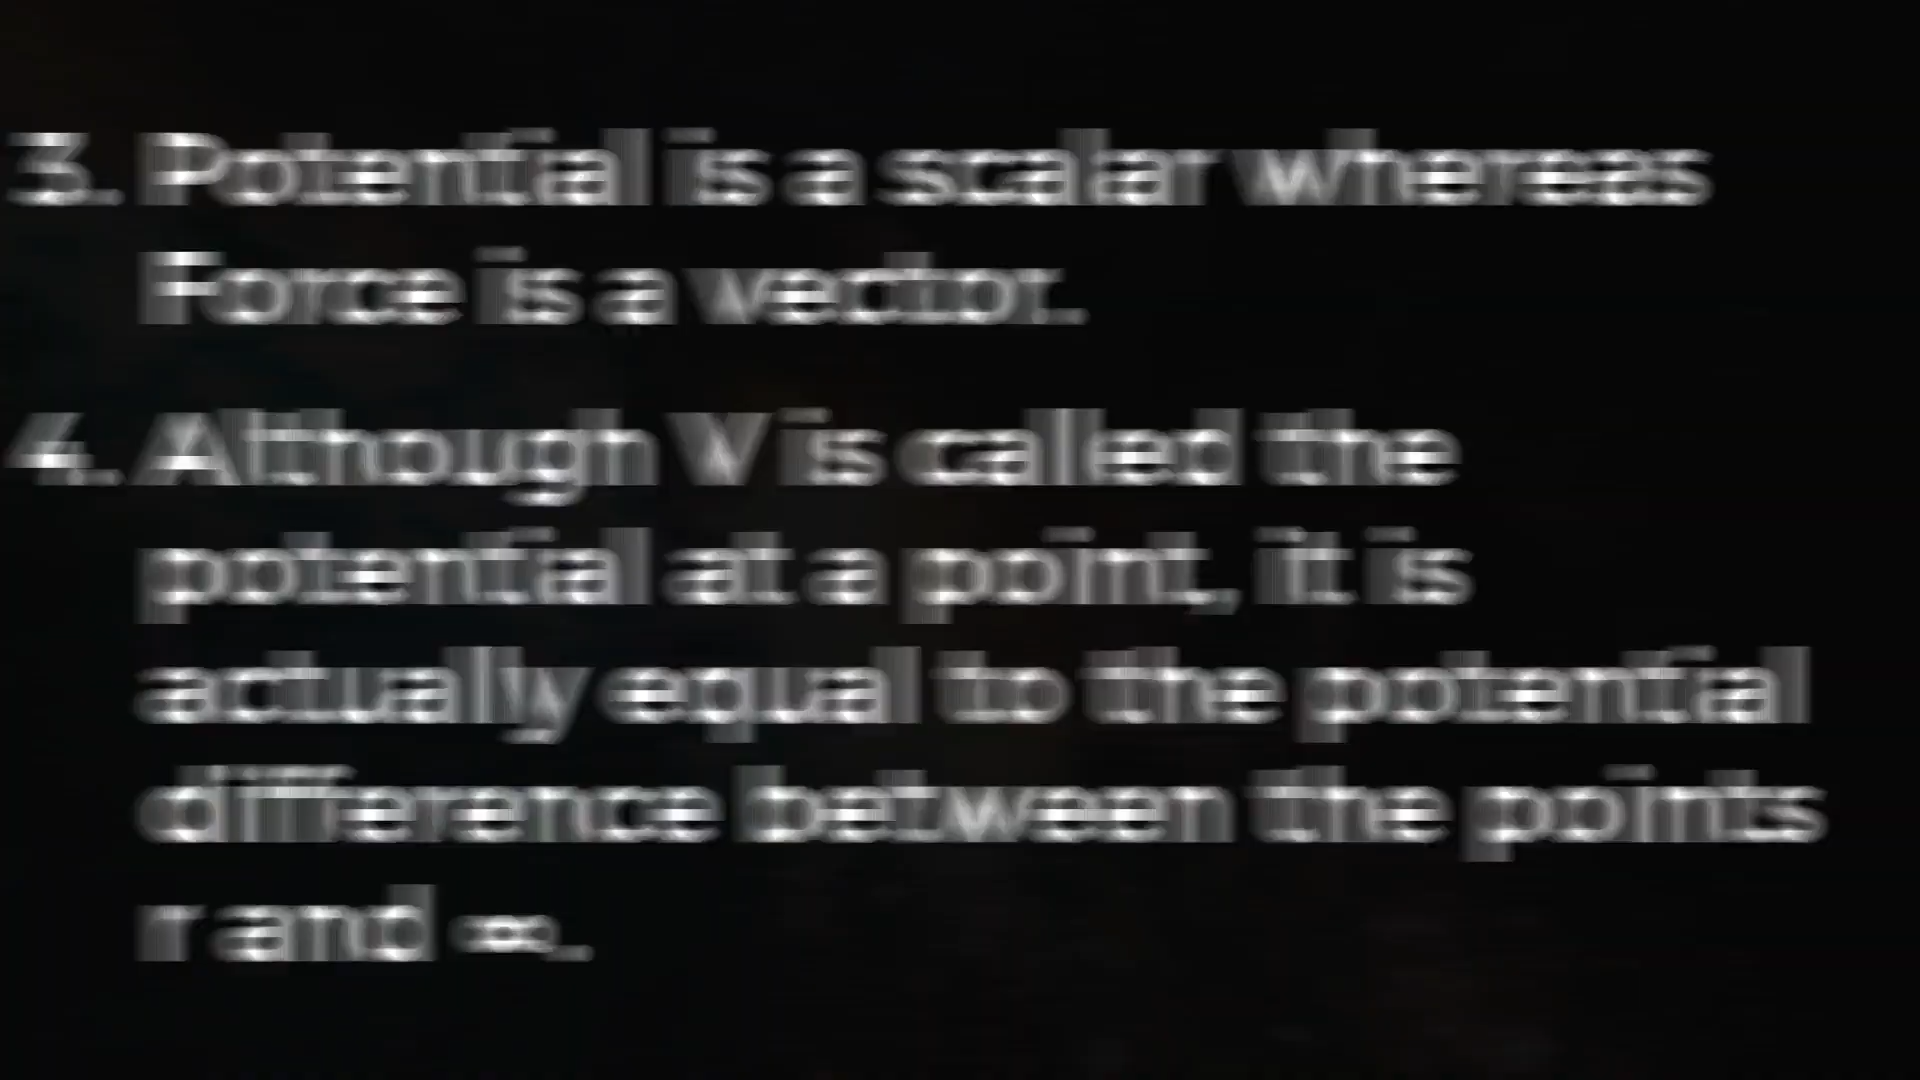 3. Potential is a scalar whereas
Force is a vector.
4. Although V is called the
potential at a point, it is
actually equal to the potential
difference between the points
r and ∞.